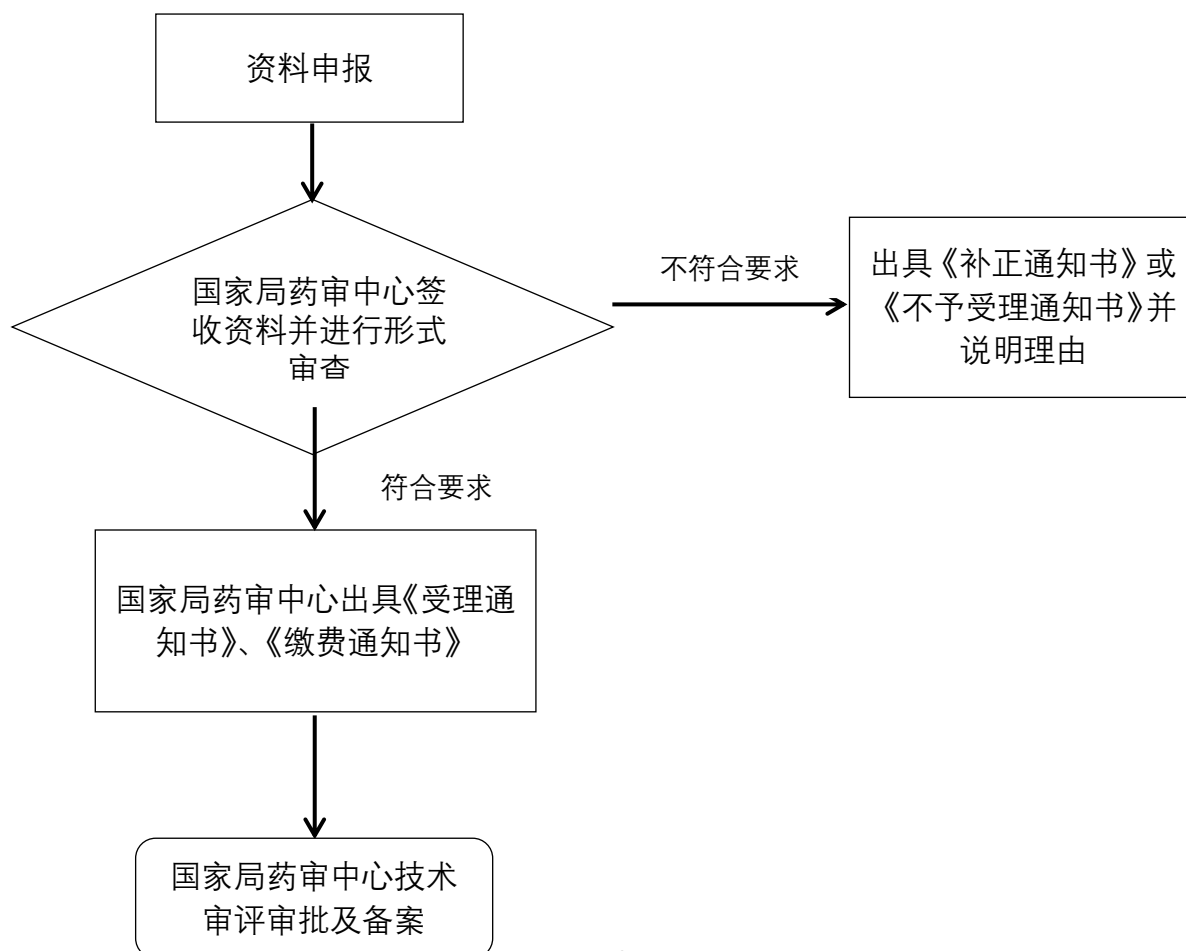 资料申报
国家局药审中心签
收资料并进行形式
审查
不符合要求
出具《补正通知书》或
《不予受理通知书》并
说明理由
符合要求
国家局药审中心出具《受理通
知书》、《缴费通知书》
国家局药审中心技术
审评审批及备案